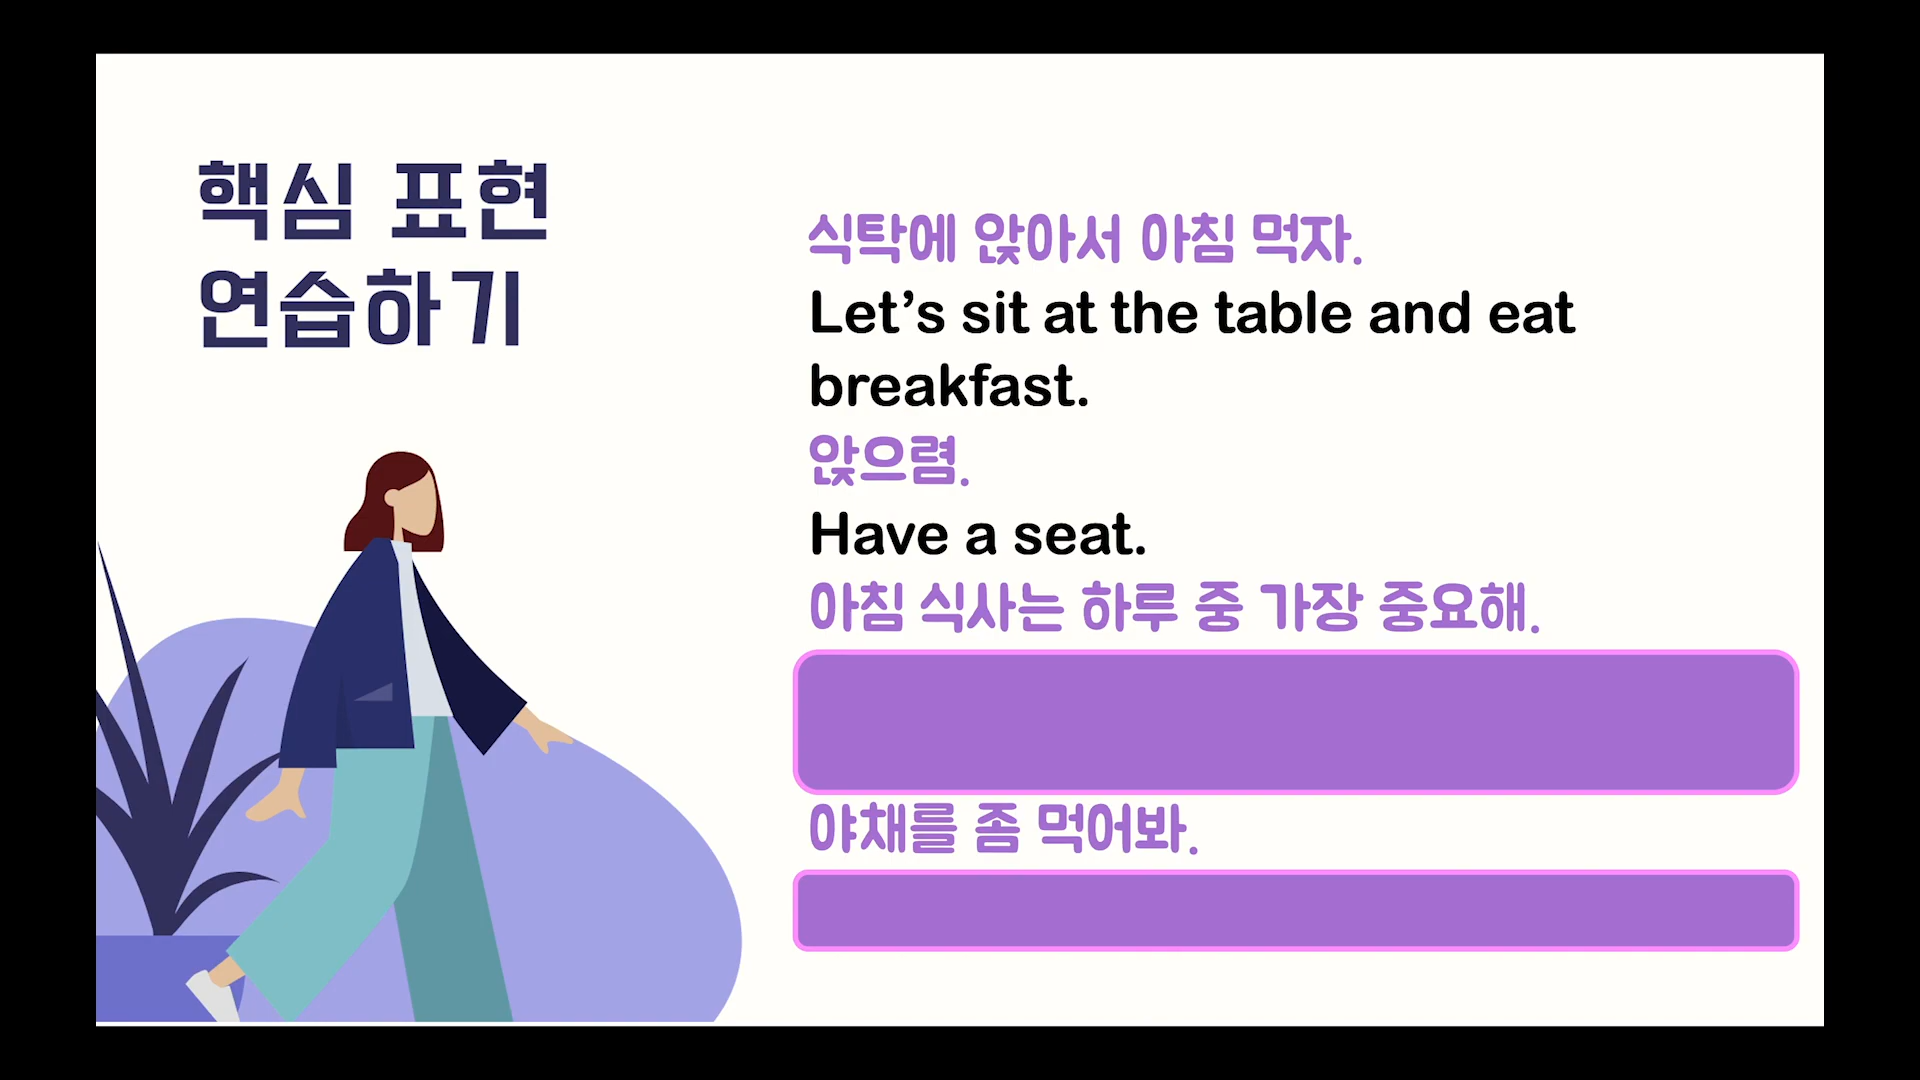 핵심 표현
연습하기
식탁에 앉아서 아침 먹자.
Let’s sit at the table and eat
breakfast.
앉으렴.
Have a seat.
아침 식사는 하루 중 가장 중요해.
야채를 좀 먹어봐.